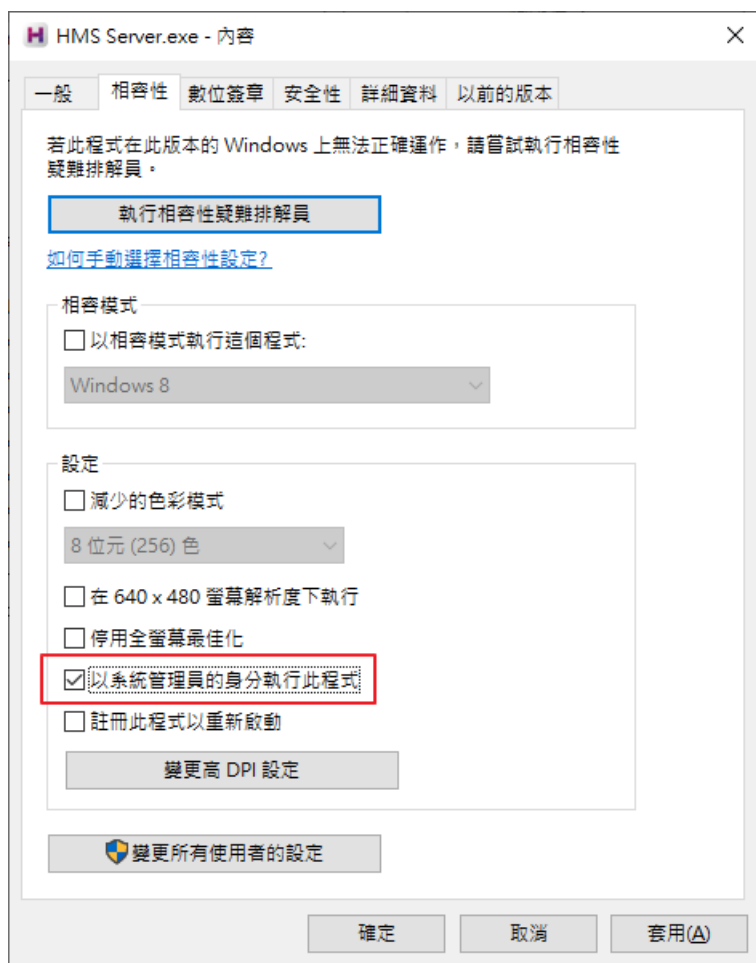 HMS Server.exe - 內容
一般 相容性 數位簽章 安全性 詳細資料 以前的版本
若此程式在此版本的 Windows 上無法正確運作，請嘗試執行相容性
疑難排解員。
執行相容性疑難排解員
如何手動選擇相容性設定?
相容模式
以相容模式執行這個程式:
Windows 8
設定
減少的色彩模式
8 位元 (256) 色
在 640 x 480 螢幕解析度下執行
停用全螢幕最佳化
以系統管理員的身分執行此程式
註冊此程式以重新啟動
變更高 DPI 設定
變更所有使用者的設定
確定 取消 套用(A)